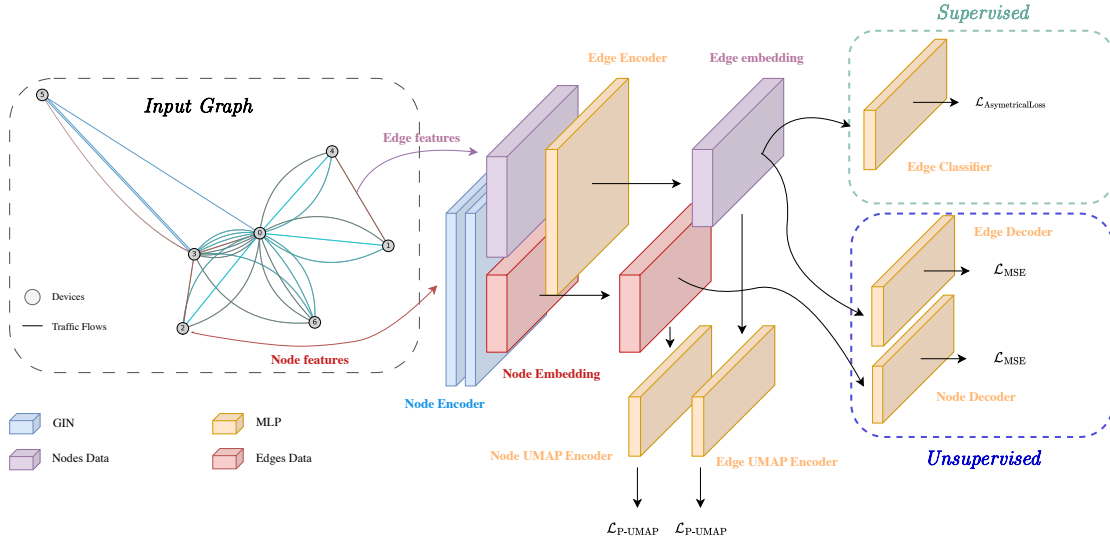 Supervised
Input Graph
Edge Encoder
Edge embedding
5
Edge features
4
0
1
3
2
6
Devices
Traffic Flows
Node features
ℒAsymetricalLoss
Edge Classifier
Edge Decoder
ℒMSE
ℒMSE
Node Decoder
Node Embedding
Node Encoder
GIN
MLP
Nodes Data
Edges Data
Node UMAP Encoder
Edge UMAP Encoder
Unsupervised
ℒP-UMAP
ℒP-UMAP